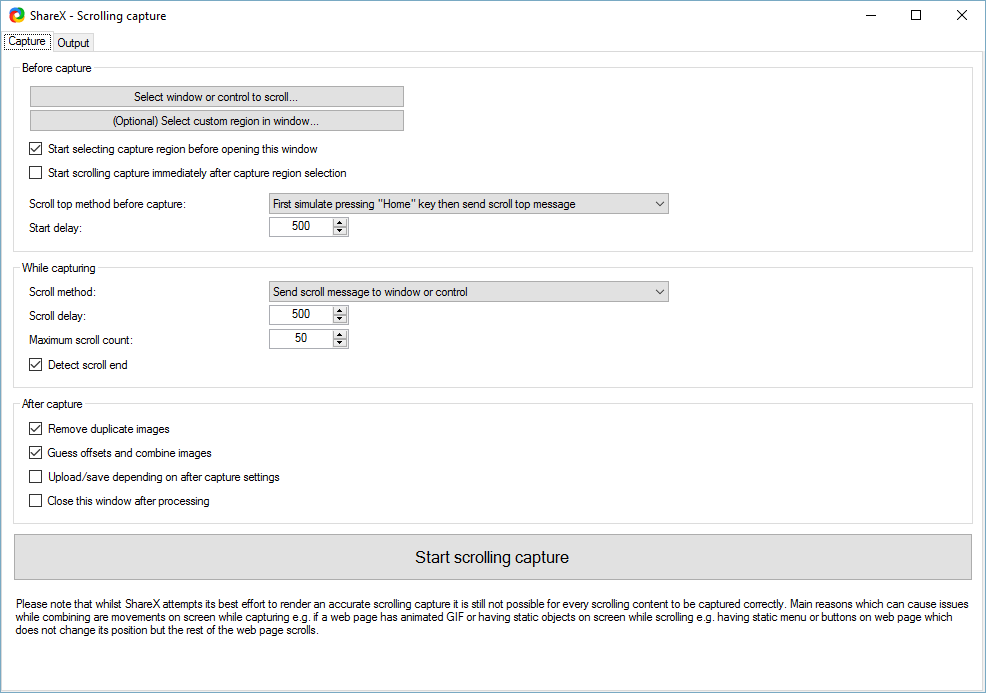 ShareX - Scrolling capture
Capture Output
Before capture
Select window or control to scroll...
(Optional) Select custom region in window...
Start selecting capture region before opening this window
Start scrolling capture immediately after capture region selection
Scroll top method before capture: First simulate pressing "Home" key then send scroll top message
Start delay: 500
While capturing
Scroll method: Send scroll message to window or control
Scroll delay: 500
Maximum scroll count: 50
Detect scroll end
After capture
Remove duplicate images
Guess offsets and combine images
Upload/save depending on after capture settings
Close this window after processing
Start scrolling capture
Please note that whilst ShareX attempts its best effort to render an accurate scrolling capture it is still not possible for every scrolling content to be captured correctly. Main reasons which can cause issues
while combining are movements on screen while capturing e.g. if a web page has animated GIF or having static objects on screen while scrolling e.g. having static menu or buttons on web page which
does not change its position but the rest of the web page scrolls.